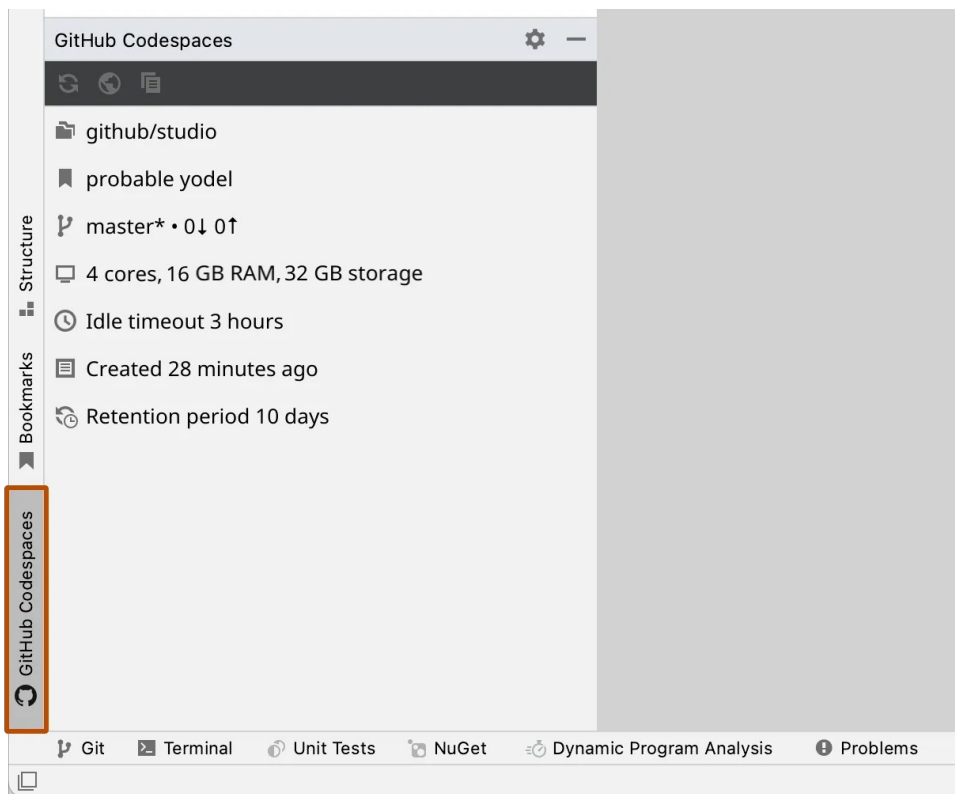 GitHub Codespaces
github/studio
probable yodel
master* • 0↓ 0↑
4 cores, 16 GB RAM, 32 GB storage
Idle timeout 3 hours
Created 28 minutes ago
Retention period 10 days
Structure
Bookmarks
GitHub Codespaces
Git Terminal Unit Tests NuGet Dynamic Program Analysis Problems